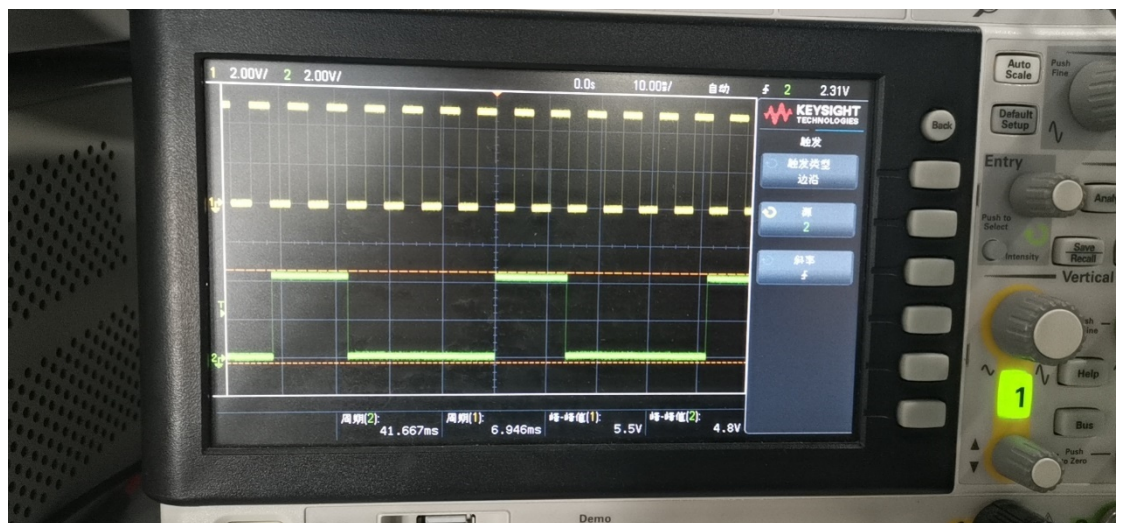 1 2.00V/ 2 2.00V/ 0.0s 10.00⁠s/ 自动 2 2.31V
KEYSIGHT
TECHNOLOGIES
触发
触发类型
边沿
源
2
斜率
1
T
2
周期(2):
41.667ms
周期(1):
6.946ms
峰-峰值(1):
5.5V
峰-峰值(2):
4.8V
Back
Auto
Scale
Push
Fine
Default
Setup
Entry
Push to
Select
Intensity
Save
Recall
Vertical
Help
1
Bus
Push
Demo